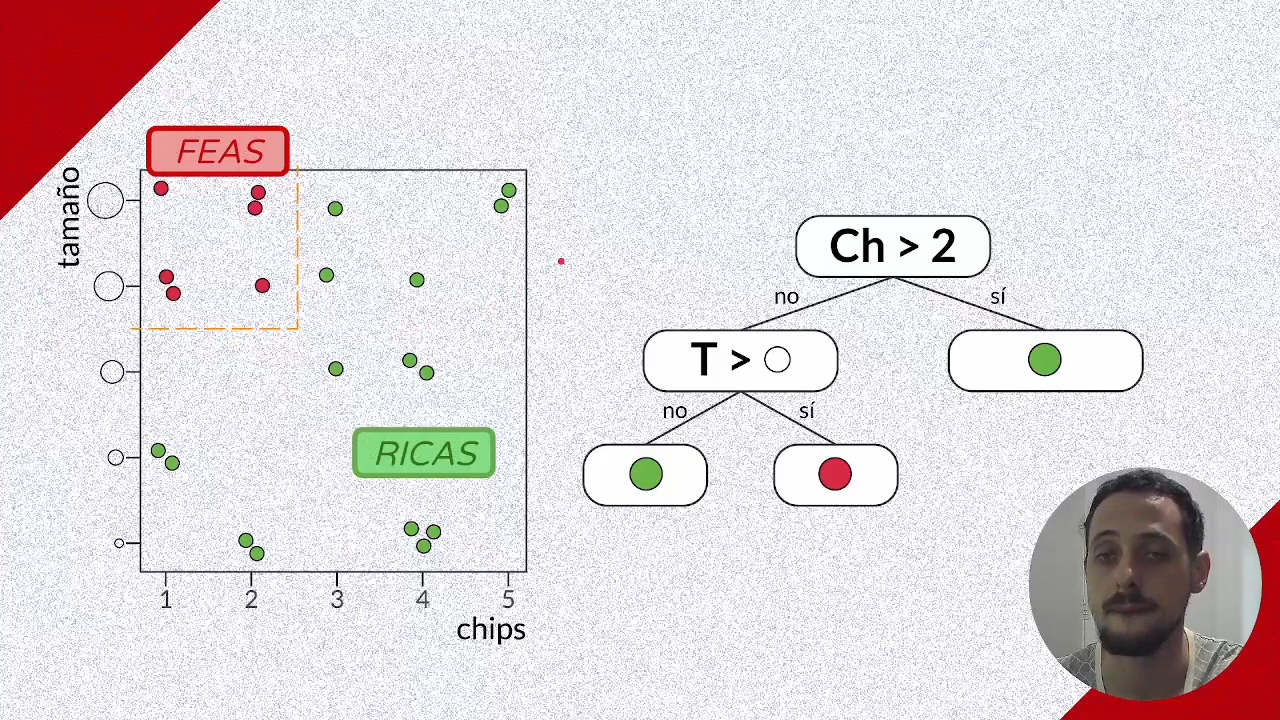 FEAS
tamaño
RICAS
1 2 3 4 5
chips
Ch > 2
no sí
T >
no sí